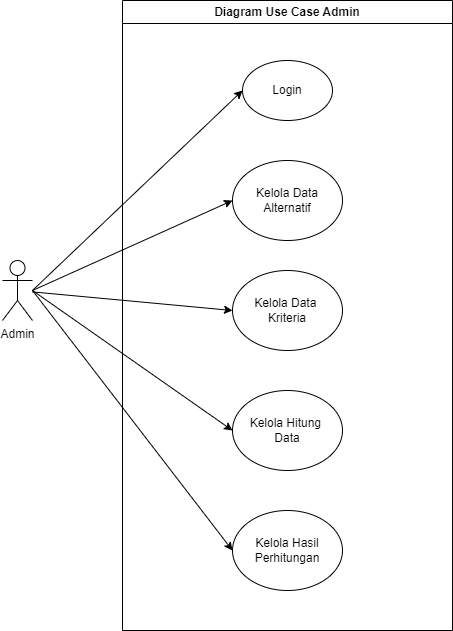 Diagram Use Case Admin
Login
Kelola Data
Alternatif
Kelola Data
Kriteria
Admin
Kelola Hitung
Data
Kelola Hasil
Perhitungan